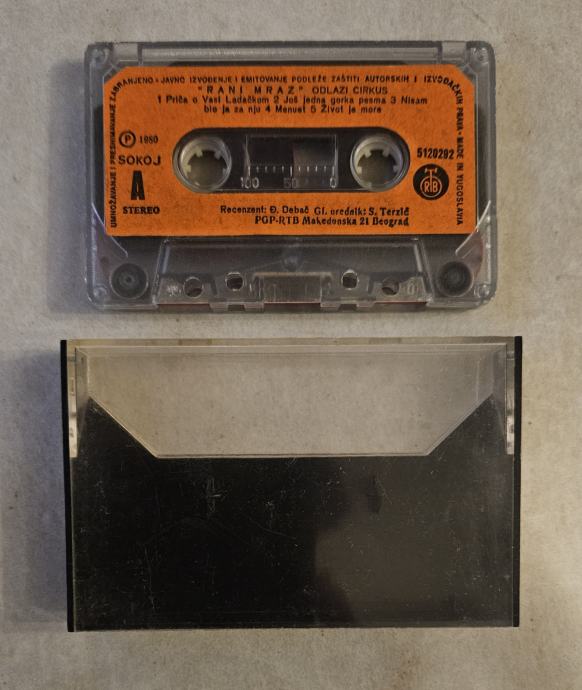 UMNOŽAVANJE I PRESNIMAVANJE ZABRANJENO • JAVNO IZVOĐENJE I EMITOVANJE PODLEŽE ZAŠTITI AUTORSKIH I IZVOĐAČKIH PRAVA • MADE IN YUGOSLAVIA
"RANI MRAZ" ODLAZI CIRKUS
1 Priča o Vasi Ladačkom 2 Još jedna gorka pesma 3 Nisam
bio ja za nju 4 Menuet 5 Život je more
Ⓟ 1980
SOKOJ
A
STEREO
100 50 0
5120292
RTB
Recenzent: Đ. Debač Gl. urednik: S. Terzić
PGP-RTB Makedonska 21 Beograd